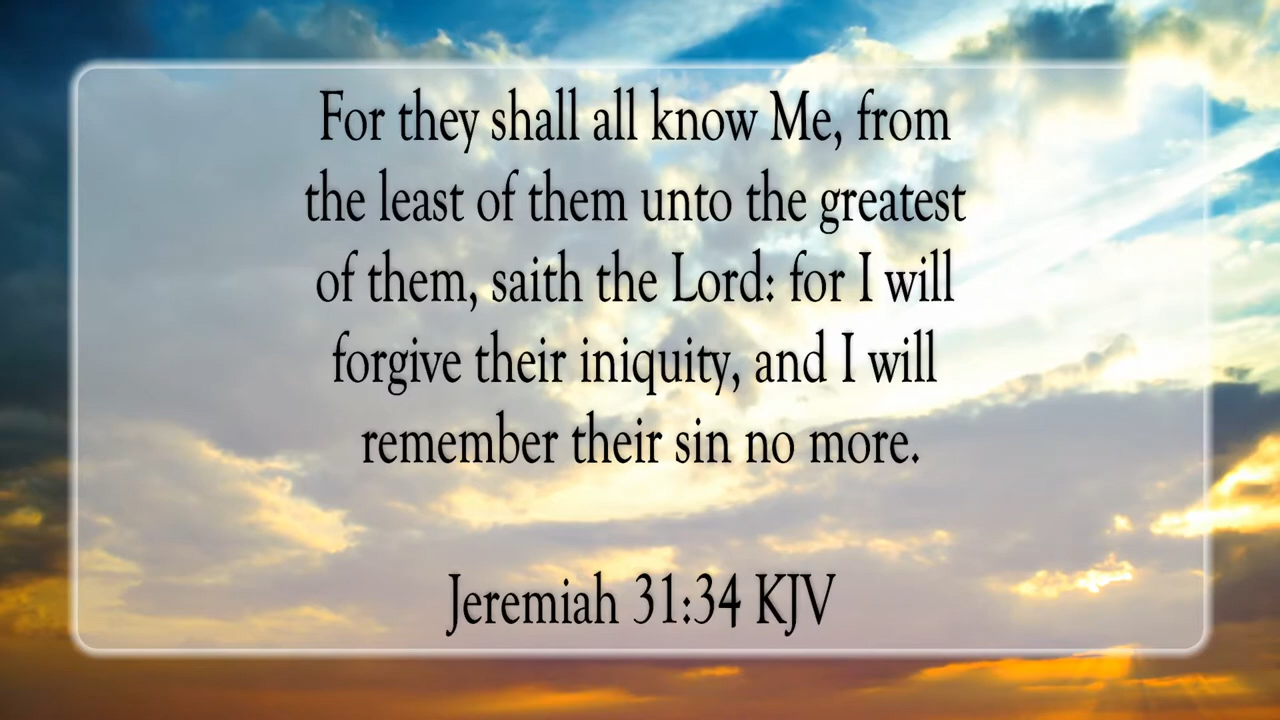 For they shall all know Me, from
the least of them unto the greatest
of them, saith the Lord: for I will
forgive their iniquity, and I will
remember their sin no more.
Jeremiah 31:34 KJV